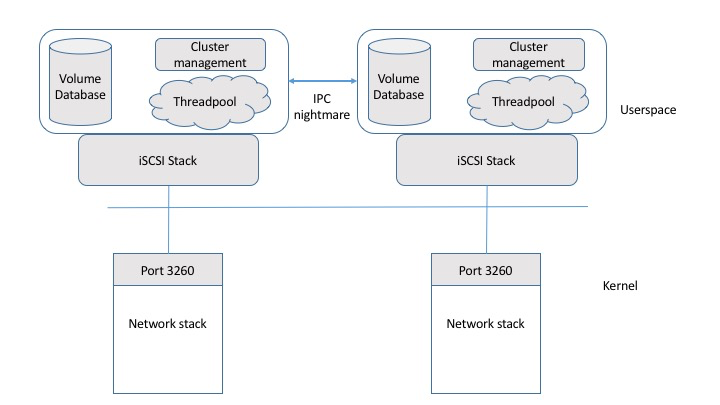 Cluster
management
Volume
Database
Threadpool
iSCSI Stack
IPC
nightmare
Cluster
management
Volume
Database
Threadpool
iSCSI Stack
Userspace
Port 3260
Network stack
Port 3260
Network stack
Kernel